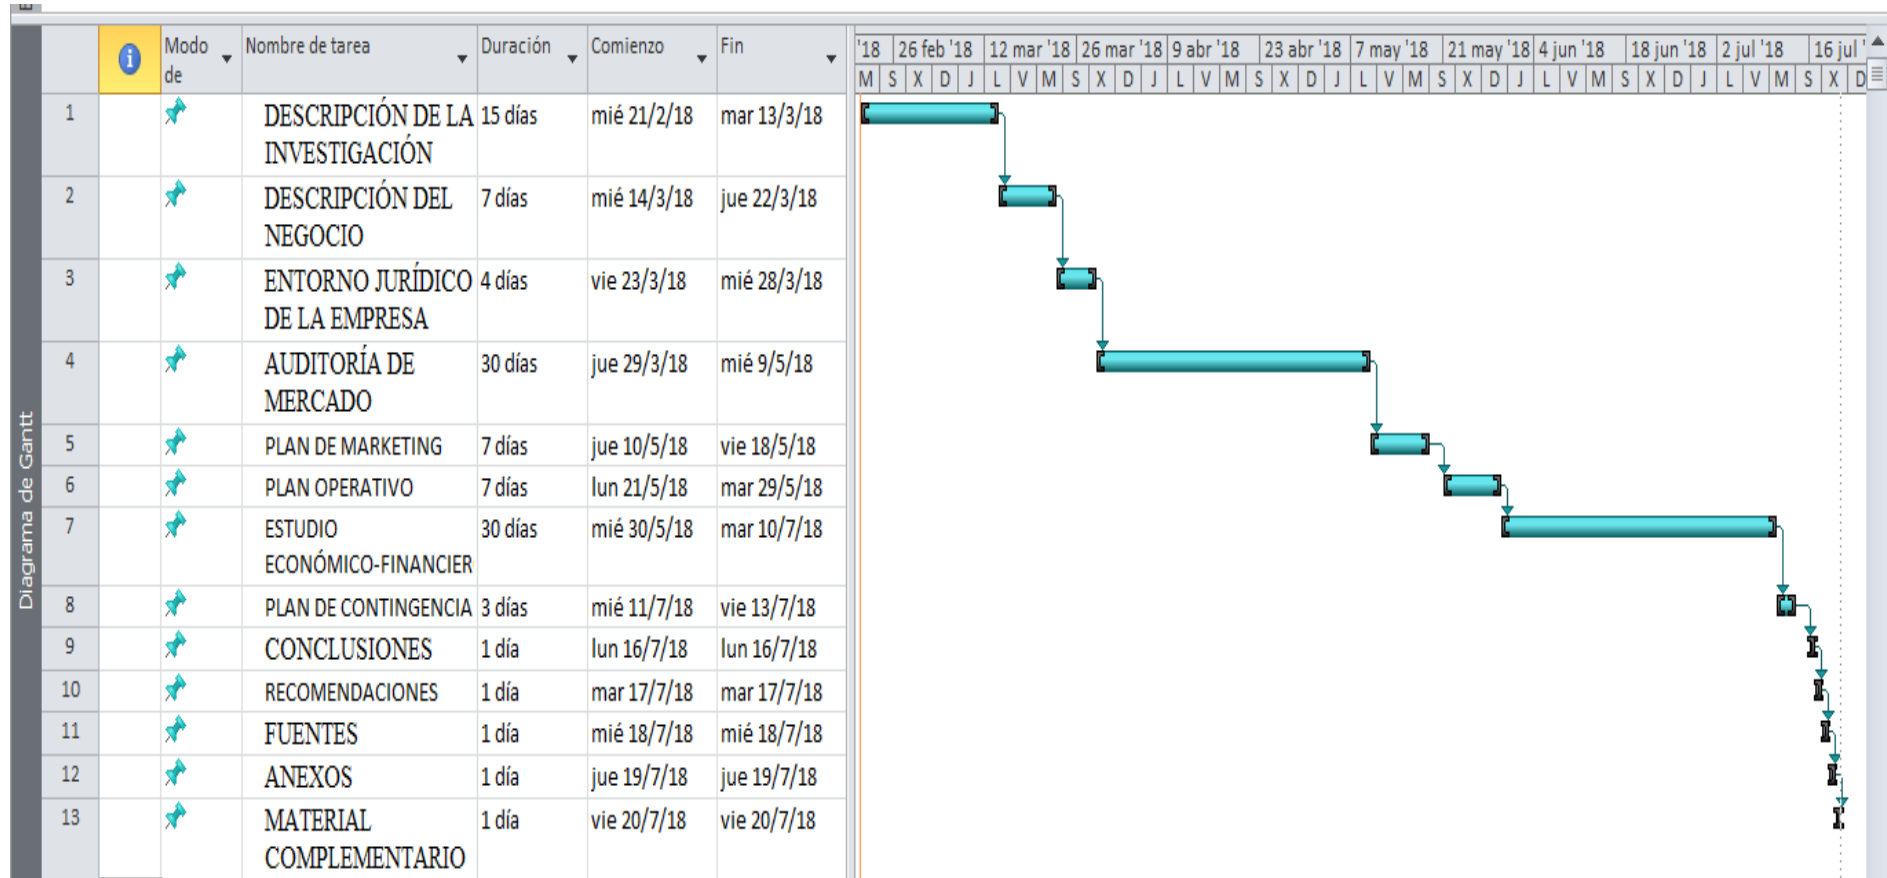 Modo de
Nombre de tarea
Duración
Comienzo
Fin
'18 26 feb '18 12 mar '18 26 mar '18 9 abr '18 23 abr '18 7 may '18 21 may '18 4 jun '18 18 jun '18 2 jul '18 16 jul '
M S X D J L V M S X D J L V M S X D J L V M S X D J L V M S X D J L V M S X D
1 DESCRIPCIÓN DE LA 15 días mié 21/2/18 mar 13/3/18
INVESTIGACIÓN
2 DESCRIPCIÓN DEL 7 días mié 14/3/18 jue 22/3/18
NEGOCIO
3 ENTORNO JURÍDICO 4 días vie 23/3/18 mié 28/3/18
DE LA EMPRESA
4 AUDITORÍA DE 30 días jue 29/3/18 mié 9/5/18
MERCADO
5 PLAN DE MARKETING 7 días jue 10/5/18 vie 18/5/18
6 PLAN OPERATIVO 7 días lun 21/5/18 mar 29/5/18
7 ESTUDIO 30 días mié 30/5/18 mar 10/7/18
ECONÓMICO-FINANCIER
8 PLAN DE CONTINGENCIA 3 días mié 11/7/18 vie 13/7/18
9 CONCLUSIONES 1 día lun 16/7/18 lun 16/7/18
10 RECOMENDACIONES 1 día mar 17/7/18 mar 17/7/18
11 FUENTES 1 día mié 18/7/18 mié 18/7/18
12 ANEXOS 1 día jue 19/7/18 jue 19/7/18
13 MATERIAL 1 día vie 20/7/18 vie 20/7/18
COMPLEMENTARIO
Diagrama de Gantt